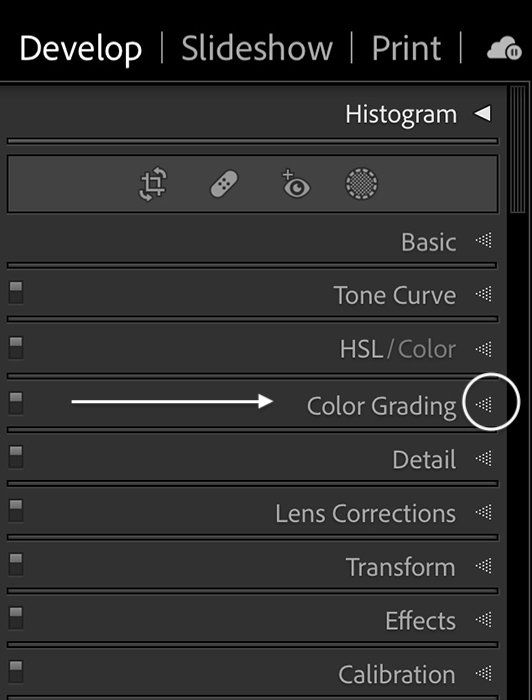 Develop | Slideshow | Print |
Histogram
Basic
Tone Curve
HSL / Color
Color Grading
Detail
Lens Corrections
Transform
Effects
Calibration